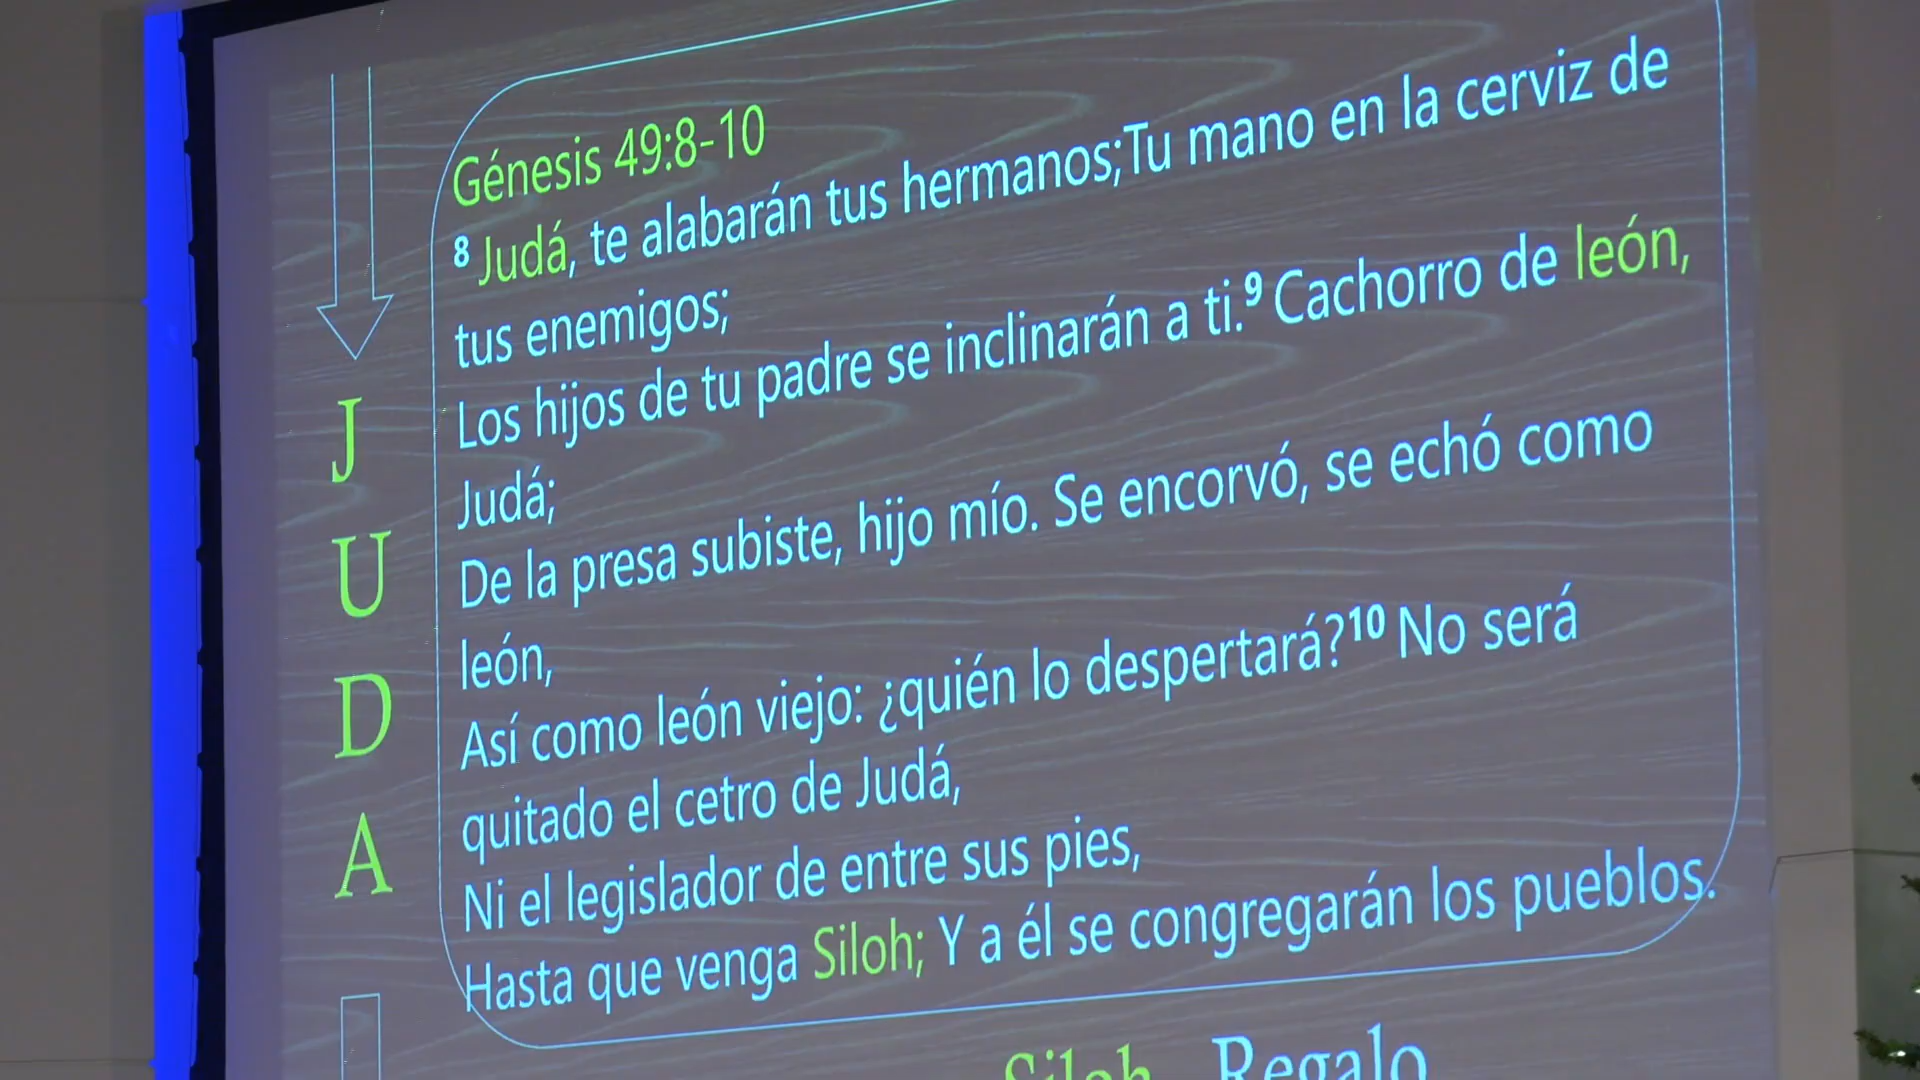 Génesis 49:8-10
8 Judá, te alabarán tus hermanos;Tu mano en la cerviz de
tus enemigos;
Los hijos de tu padre se inclinarán a ti.9 Cachorro de león,
Judá;
De la presa subiste, hijo mío. Se encorvó, se echó como
león,
Así como león viejo: ¿quién lo despertará?10 No será
quitado el cetro de Judá,
Ni el legislador de entre sus pies,
Hasta que venga Siloh; Y a él se congregarán los pueblos.
J
U
D
A
Siloh Regalo